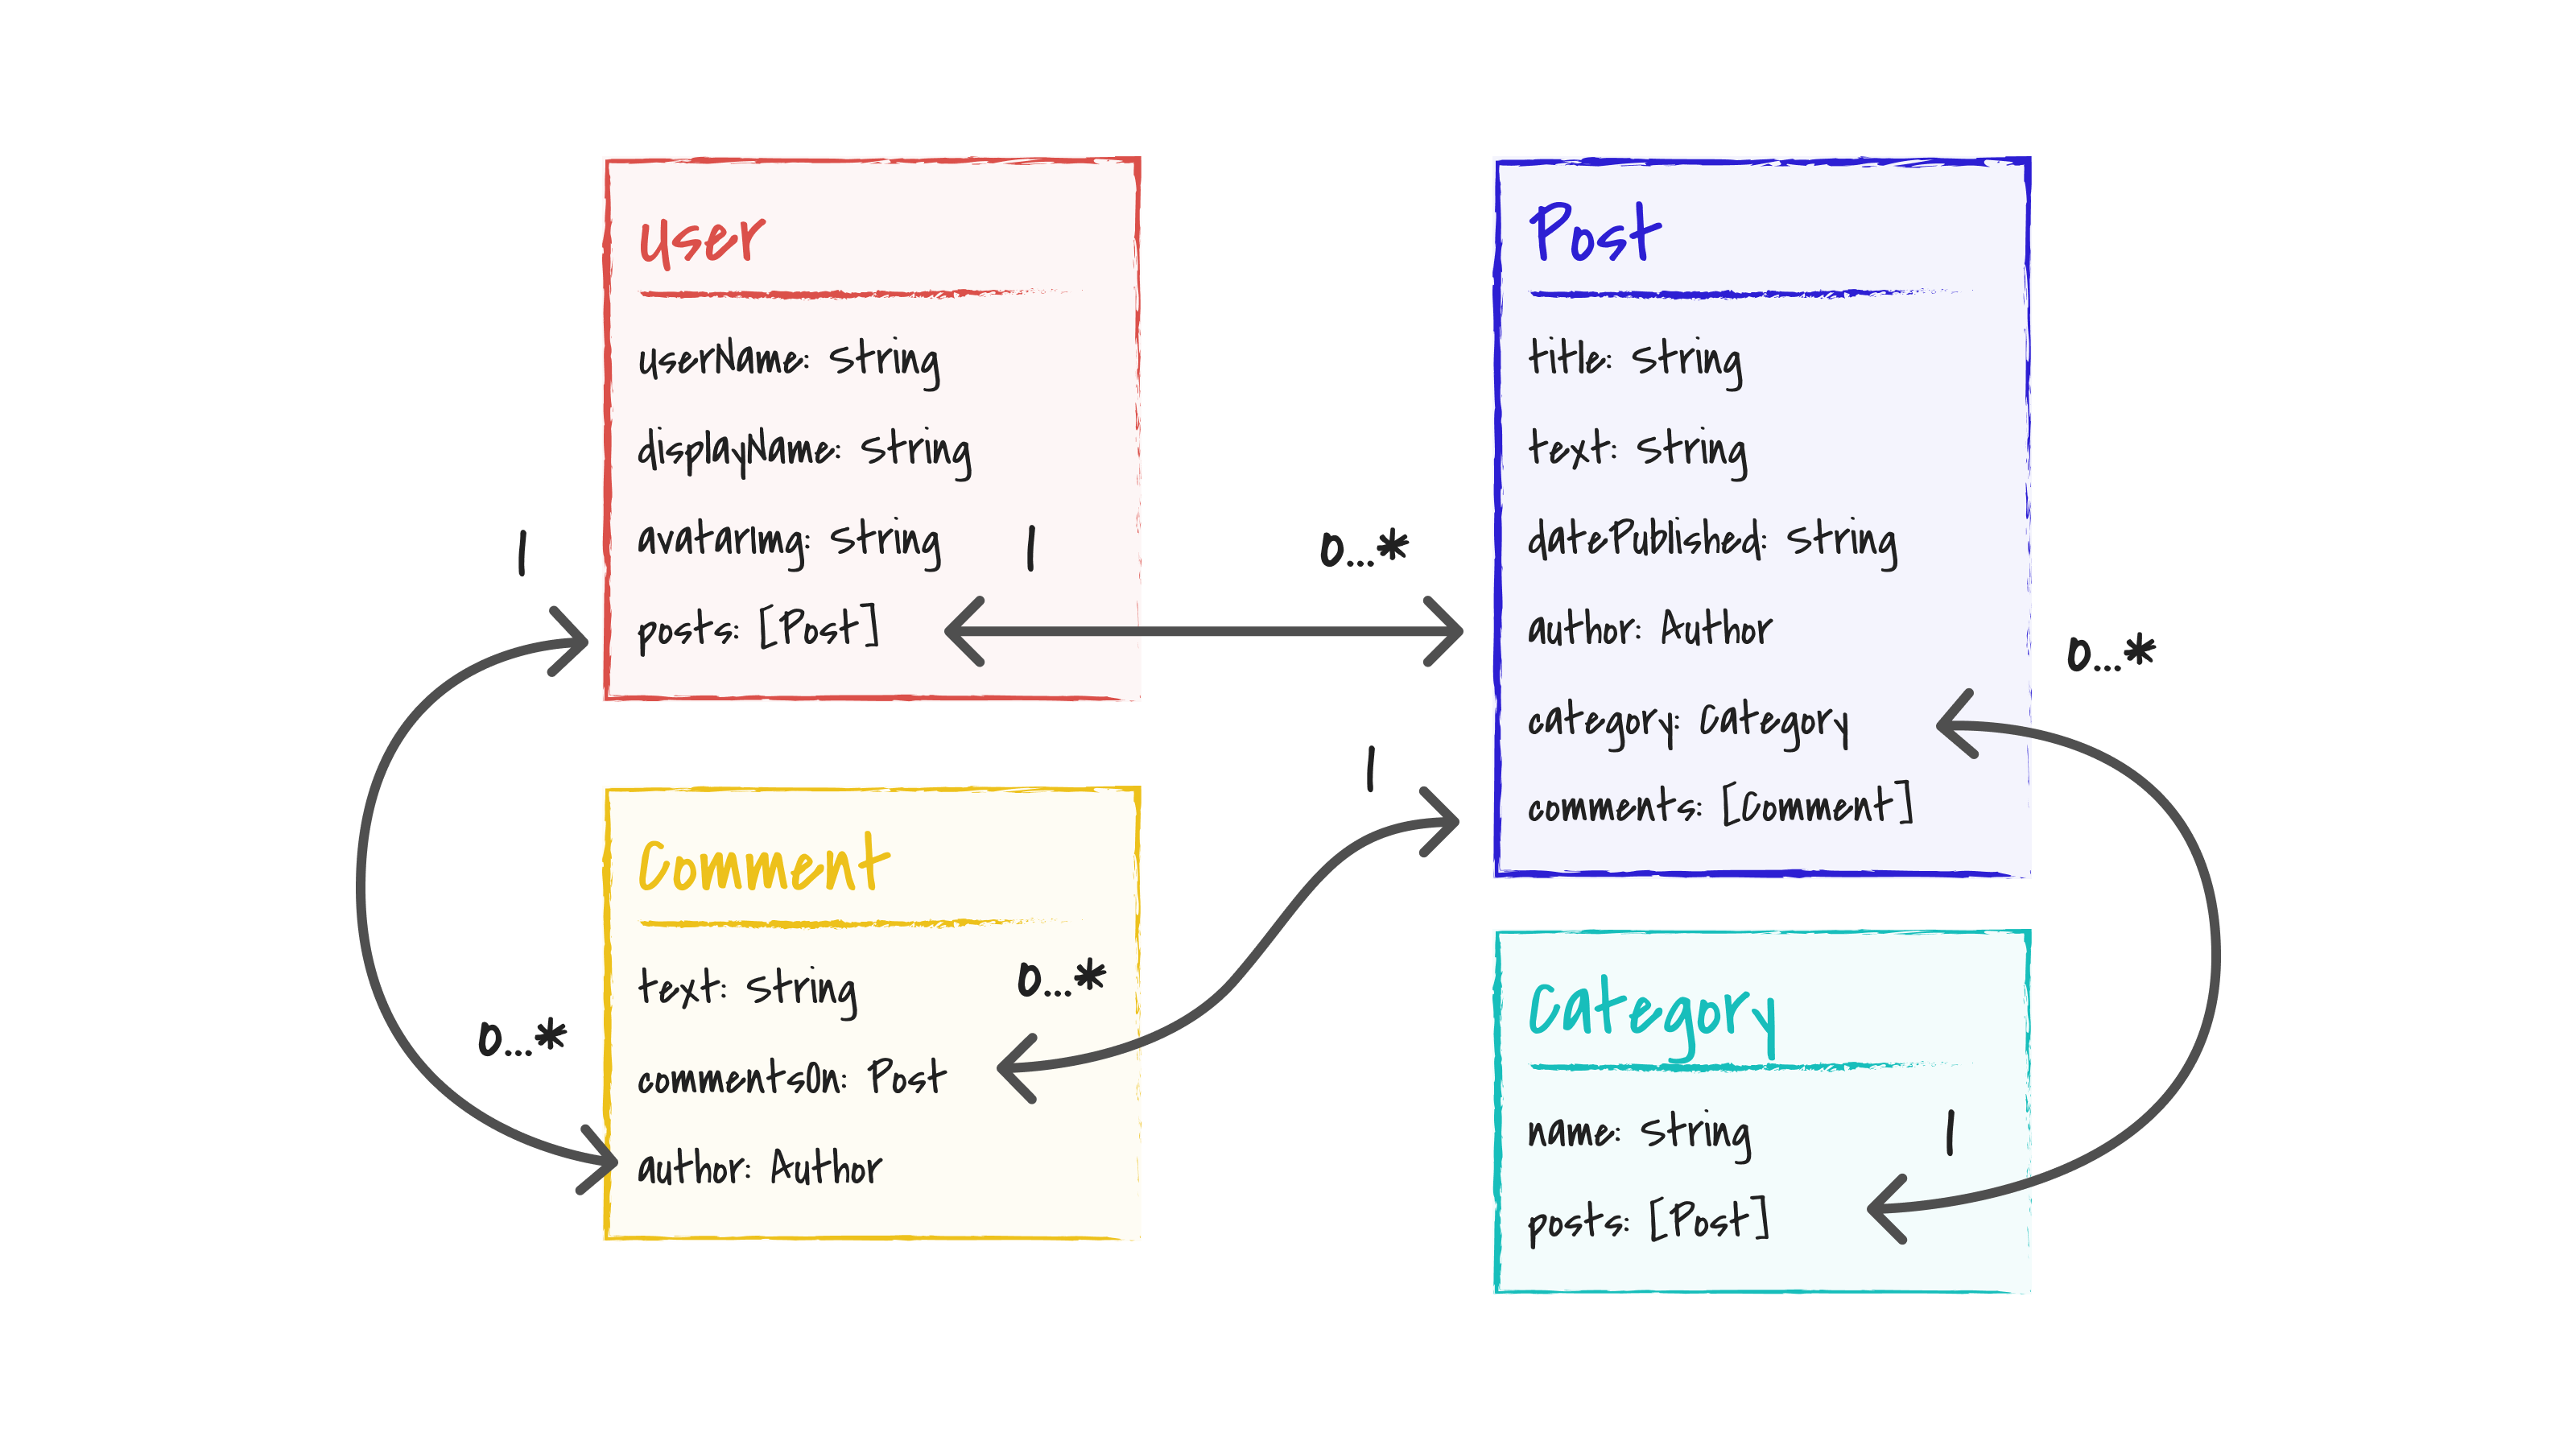 User
userName: String
displayName: String
avatarImg: String
posts: [Post]
1
1
0...*
Post
title: String
text: String
datePublished: String
author: Author
category: Category
comments: [Comment]
0...*
1
Comment
text: String
commentsOn: Post
author: Author
0...*
0...*
Category
name: String
posts: [Post]
1